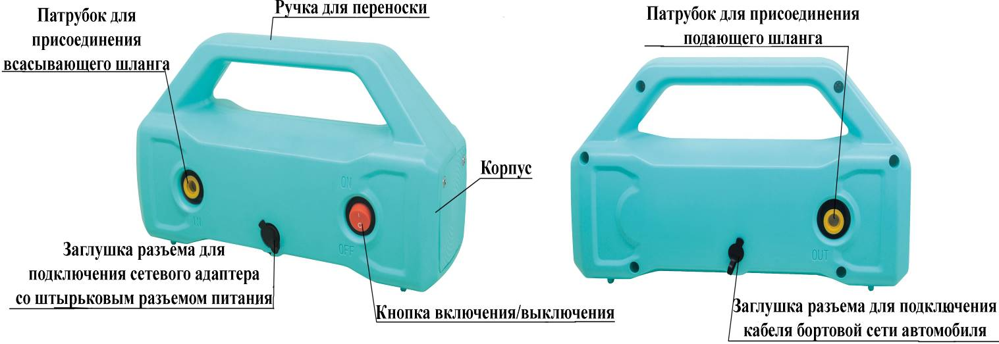 Патрубок для
присоединения
всасывающего шланга
Ручка для переноски
Корпус
IN
ON
I
O
OFF
Заглушка разъема для
подключения сетевого адаптера
со штырьковым разъемом питания
Кнопка включения/выключения
Патрубок для присоединения
подающего шланга
OUT
Заглушка разъема для подключения
кабеля бортовой сети автомобиля